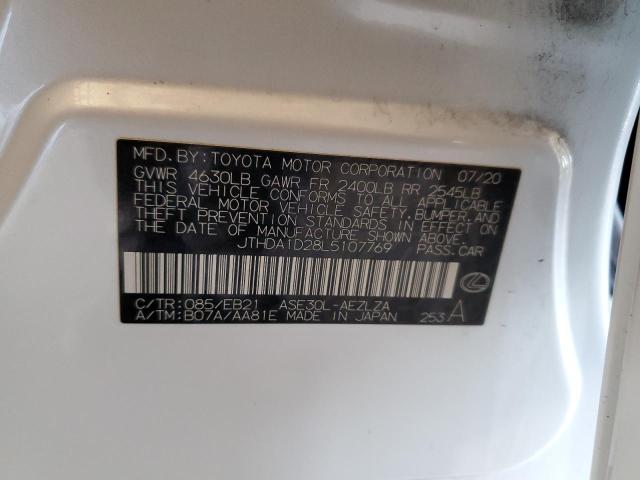 MFD. BY: TOYOTA MOTOR CORPORATION 07/20
GVWR 4630LB GAWR FR 2400LB RR 2545LB
THIS VEHICLE CONFORMS TO ALL APPLICABLE
FEDERAL MOTOR VEHICLE SAFETY, BUMPER, AND
THEFT PREVENTION STANDARDS IN EFFECT ON
THE DATE OF MANUFACTURE SHOWN ABOVE.
JTHDA1D28L5107769 PASS. CAR
C/TR: 085/EB21 ASE30L-AEZLZA
A/TM: B07A/AA81E MADE IN JAPAN 253 A